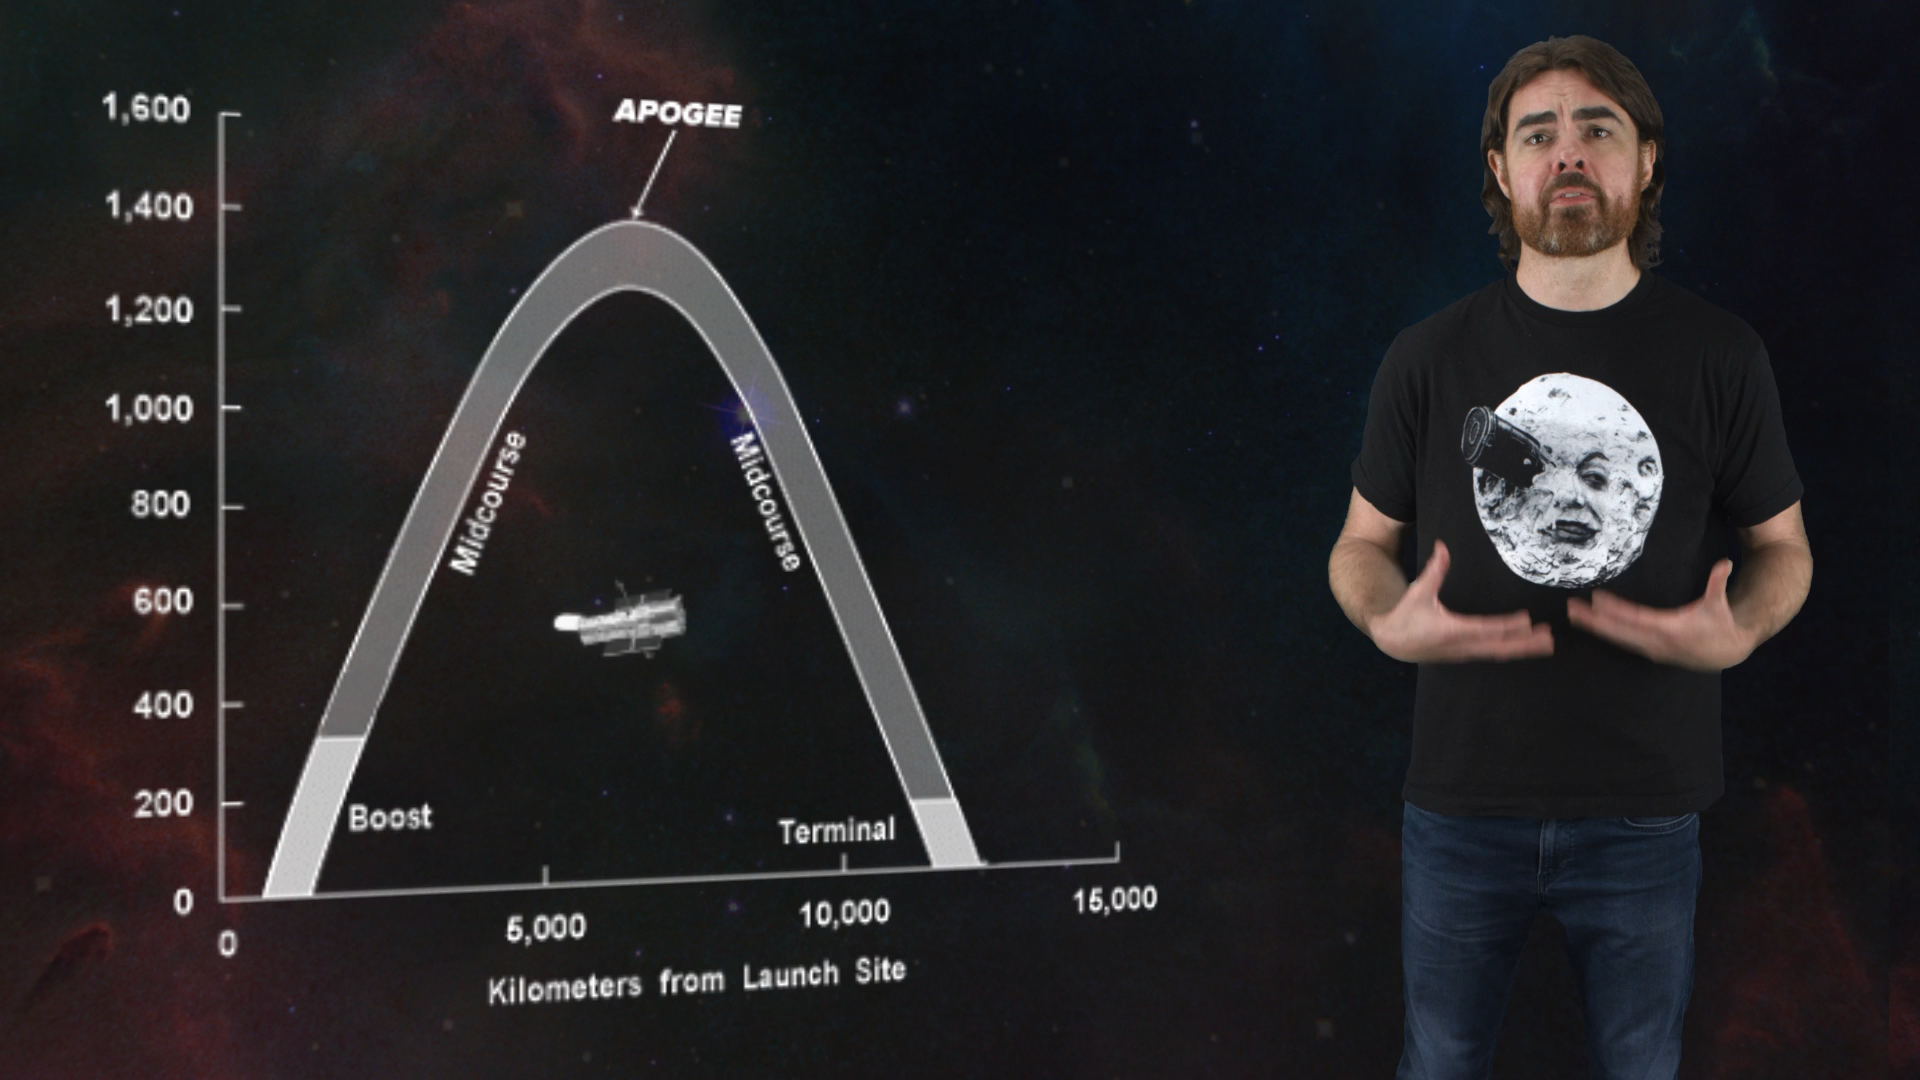 APOGEE
1,600
1,400
1,200
1,000
800
600
400
200
0
Midcourse
Midcourse
Boost
Terminal
0
5,000
10,000
15,000
Kilometers from Launch Site